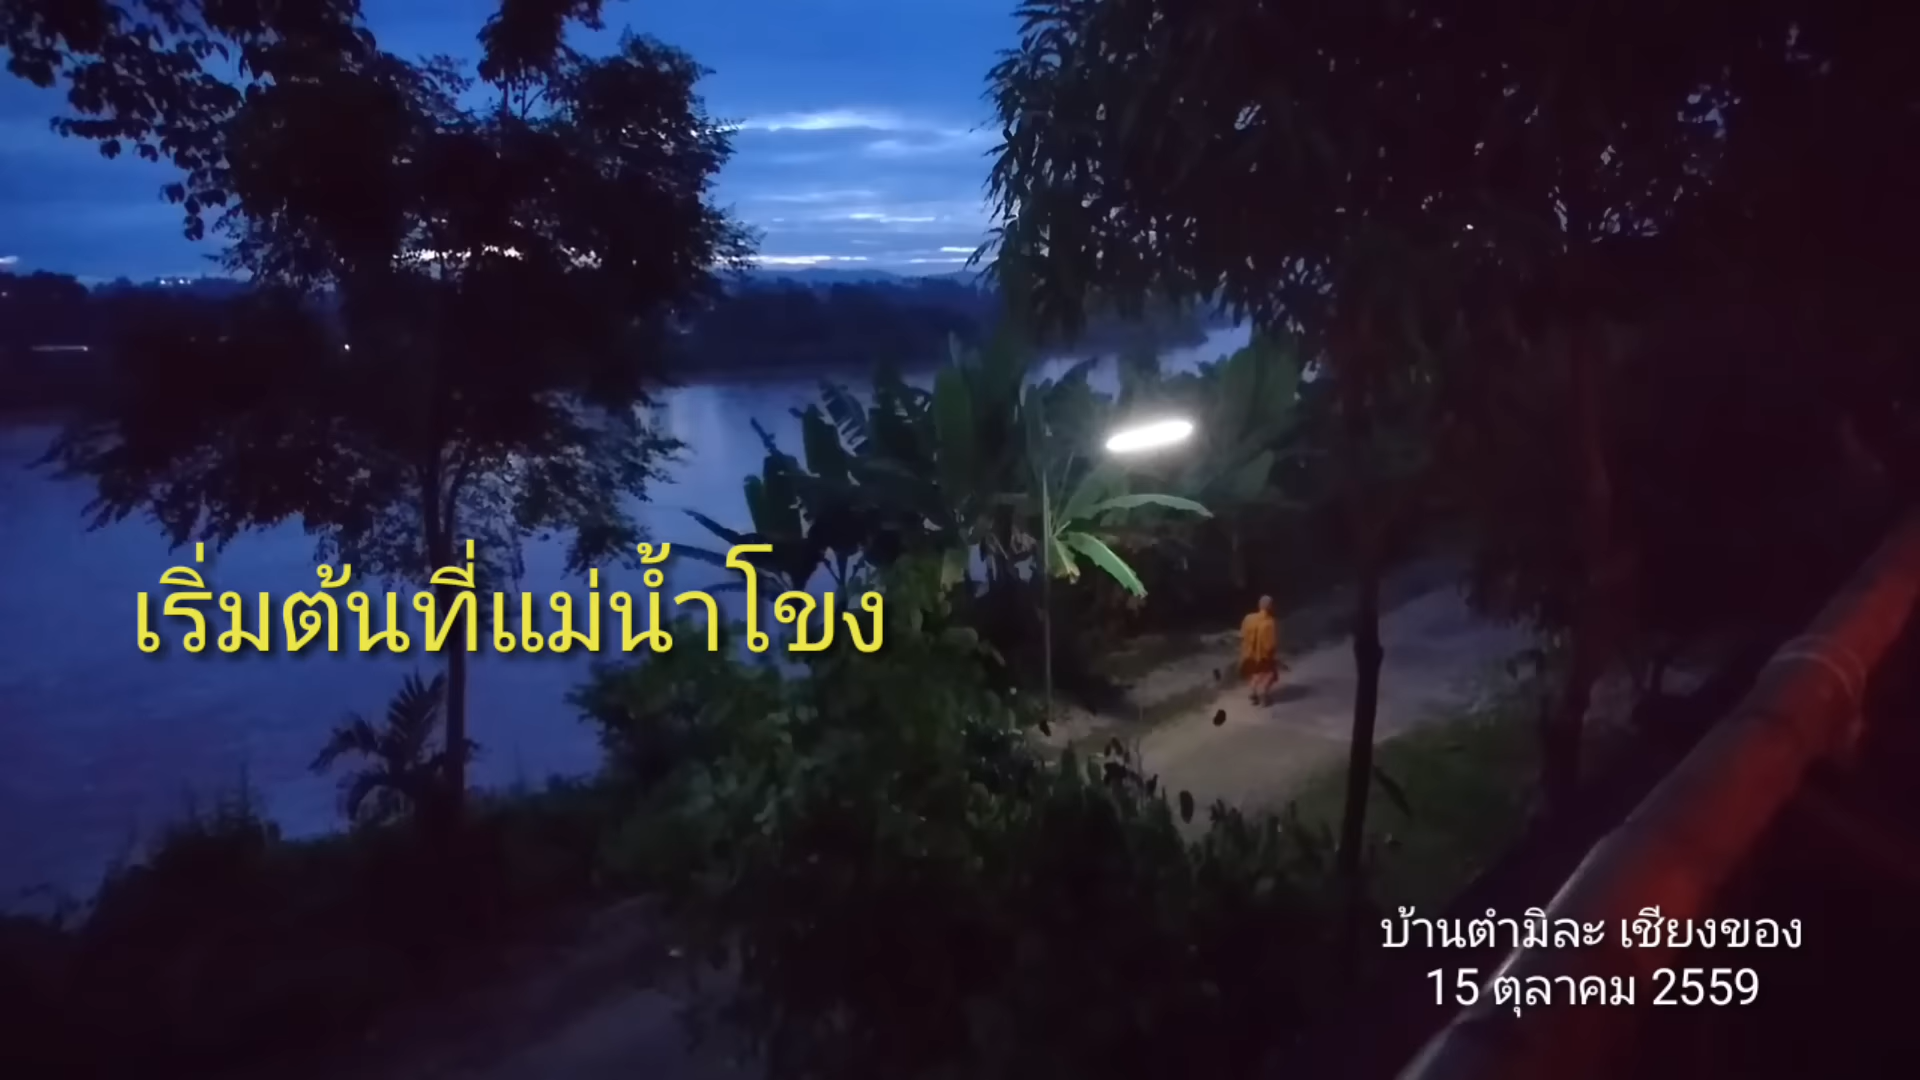 เริ่มต้นที่แม่น้ำโขง
บ้านตำมิละ เชียงของ
15 ตุลาคม 2559